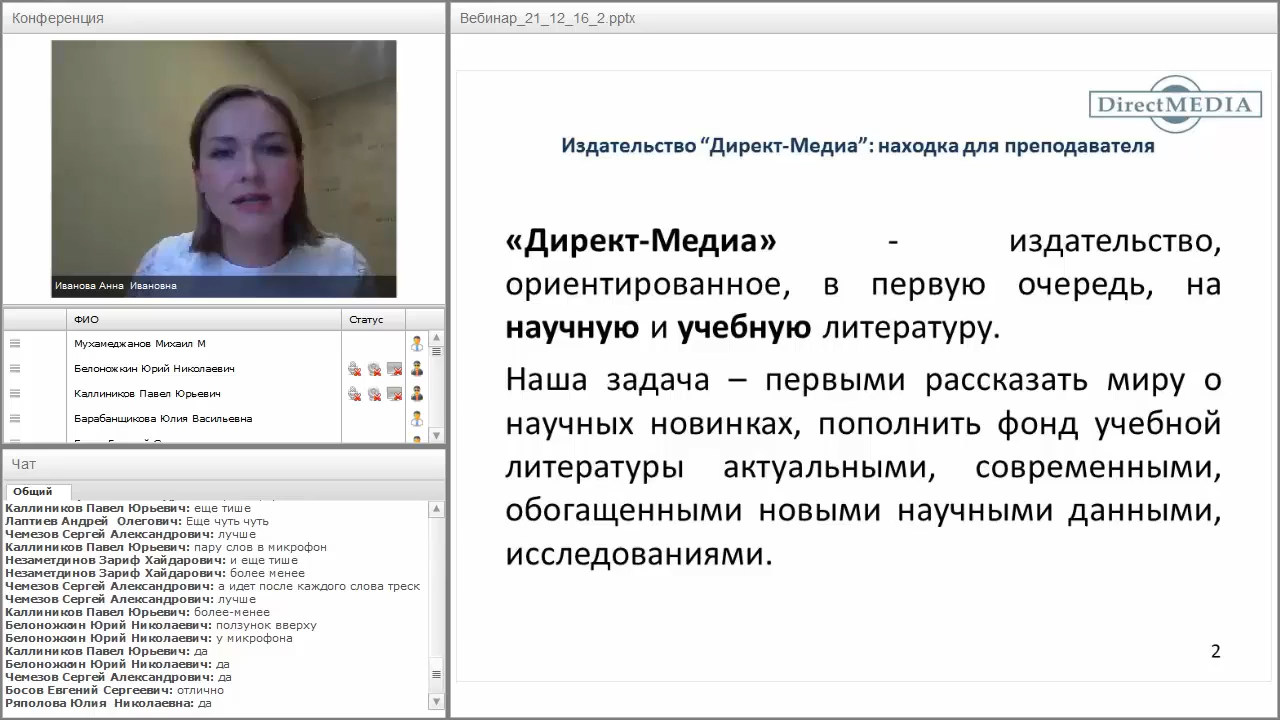 Конференция
Иванова Анна Ивановна
ФИО Статус
Мухамеджанов Михаил М
Белоножкин Юрий Николаевич
Каллиников Павел Юрьевич
Барабанщикова Юлия Васильевна
Чат
Общий
Каллиников Павел Юрьевич: еще тише
Лаптиев Андрей Олегович: Еще чуть чуть
Чемезов Сергей Александрович: лучше
Каллиников Павел Юрьевич: пару слов в микрофон
Незаметдинов Зариф Хайдарович: и еще тише
Незаметдинов Зариф Хайдарович: более менее
Чемезов Сергей Александрович: а идет после каждого слова треск
Чемезов Сергей Александрович: лучше
Каллиников Павел Юрьевич: более-менее
Белоножкин Юрий Николаевич: ползунок вверху
Белоножкин Юрий Николаевич: у микрофона
Каллиников Павел Юрьевич: да
Белоножкин Юрий Николаевич: да
Чемезов Сергей Александрович: да
Босов Евгений Сергеевич: отлично
Ряполова Юлия Николаевна: да
Вебинар_21_12_16_2.pptx
DirectMEDIA
Издательство “Директ-Медиа”: находка для преподавателя
«Директ-Медиа» - издательство,
ориентированное, в первую очередь, на
научную и учебную литературу.
Наша задача – первыми рассказать миру о
научных новинках, пополнить фонд учебной
литературы актуальными, современными,
обогащенными новыми научными данными,
исследованиями.
2